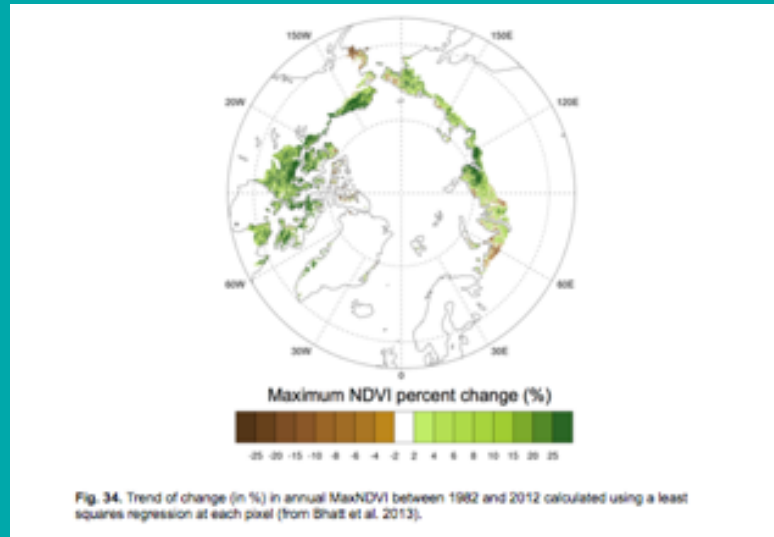 150W
150E
20W
120E
60W
60E
30W
30E
0
Maximum NDVI percent change (%)
-25 -20 -15 -10 -8 -6 -4 -2 2 4 6 8 10 15 20 25
Fig. 34. Trend of change (in %) in annual MaxNDVI between 1982 and 2012 calculated using a least
squares regression at each pixel (from Bhatt et al. 2013).